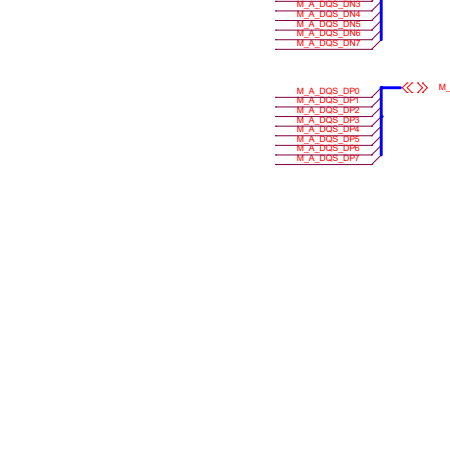 M_A_DQS_DN3
M_A_DQS_DN4
M_A_DQS_DN5
M_A_DQS_DN6
M_A_DQS_DN7
M_A_DQS_DP0 M_
M_A_DQS_DP1
M_A_DQS_DP2
M_A_DQS_DP3
M_A_DQS_DP4
M_A_DQS_DP5
M_A_DQS_DP6
M_A_DQS_DP7